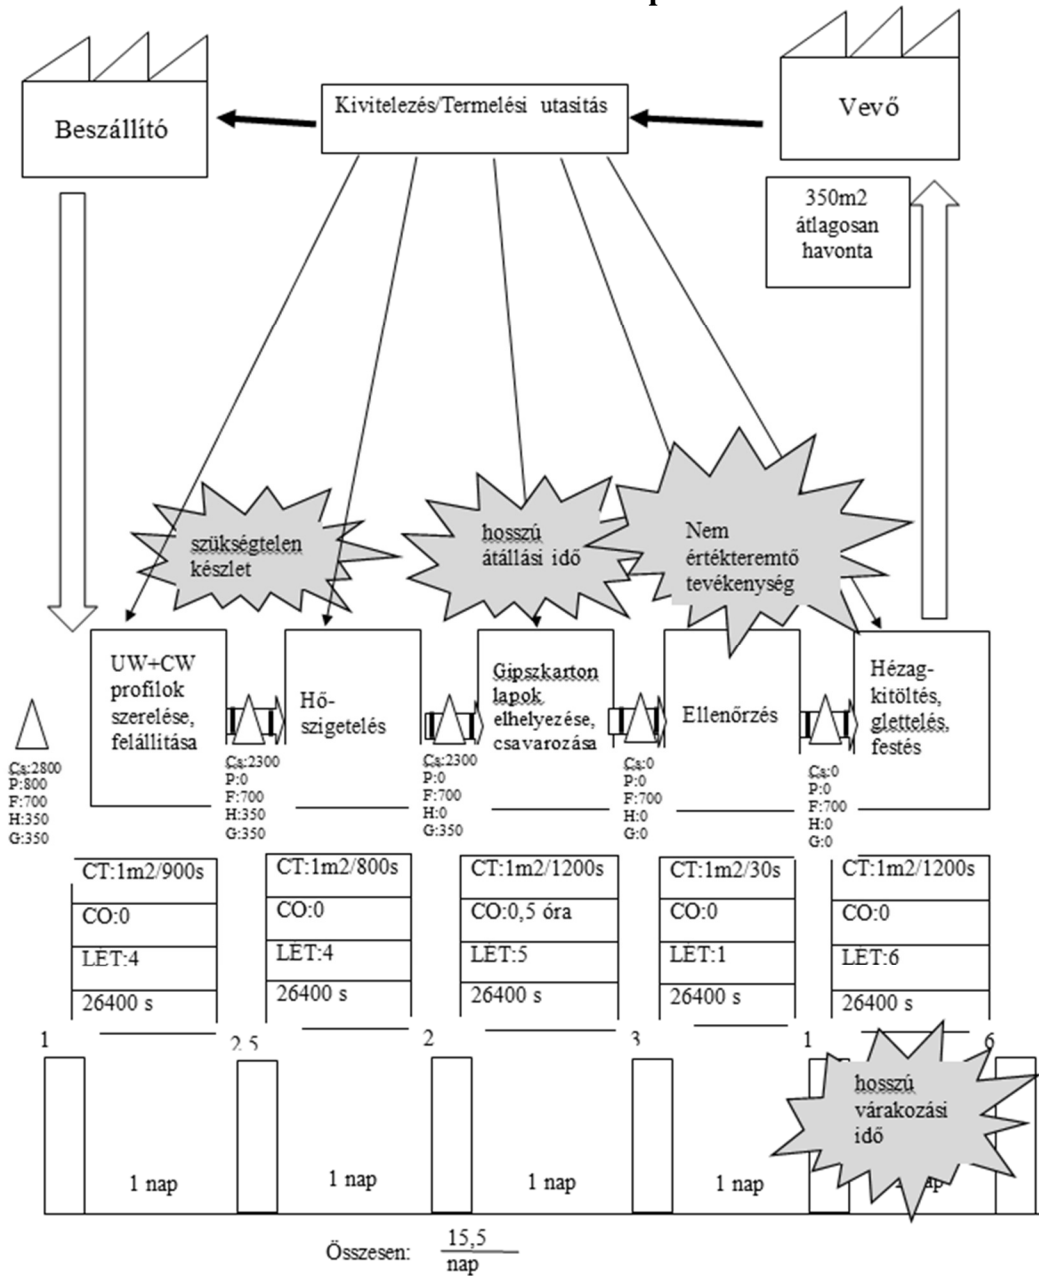 Beszállító
Kivitelezés/Termelési utasitás
Vevő
350m2
átlagosan
havonta
szükségtelen
készlet
hosszú
átállási idő
Nem
értékteremtő
tevékenység
UW+CW
profilok
szerelése,
felállitása
Hő-
szigetelés
Gipszkarton
lapok
elhelyezése,
csavarozása
Ellenőrzés
Hézag-
kitöltés,
glettelés,
festés
Cs:2800
P:800
F:700
H:350
G:350
Cs:2300
P:0
F:700
H:350
G:350
Cs:2300
P:0
F:700
H:0
G:350
Cs:0
P:0
F:700
H:0
G:0
Cs:0
P:0
F:700
H:0
G:0
CT:1m2/900s
CO:0
LÉT:4
26400 s
CT:1m2/800s
CO:0
LÉT:4
26400 s
CT:1m2/1200s
CO:0,5 óra
LÉT:5
26400 s
CT:1m2/30s
CO:0
LÉT:1
26400 s
CT:1m2/1200s
CO:0
LÉT:6
26400 s
1
2,5
2
3
1
6
hosszú
várakozási
idő
1 nap
1 nap
1 nap
1 nap
Összesen:
15,5
nap